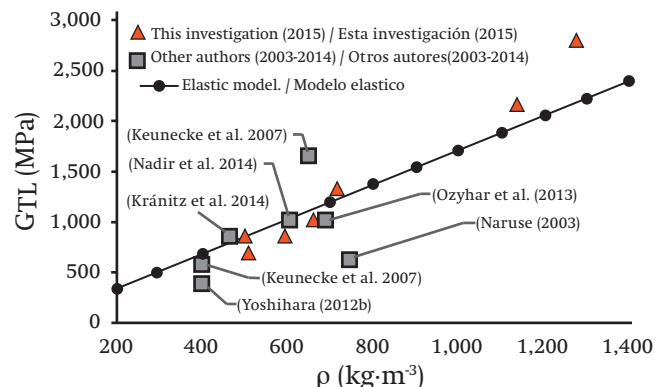 3,000
2,500
2,000
1,500
1,000
500
0
GTL (MPa)
This investigation (2015) / Esta investigación (2015)
Other authors (2003-2014) / Otros autores(2003-2014)
Elastic model. / Modelo elastico
(Keunecke et al. 2007)
(Nadir et al. 2014)
(Kránitz et al. 2014)
(Ozyhar et al. (2013)
(Naruse (2003)
(Keunecke et al. 2007)
(Yoshihara (2012b)
200 400 600 800 1,000 1,200 1,400
ρ (kg·m-3)